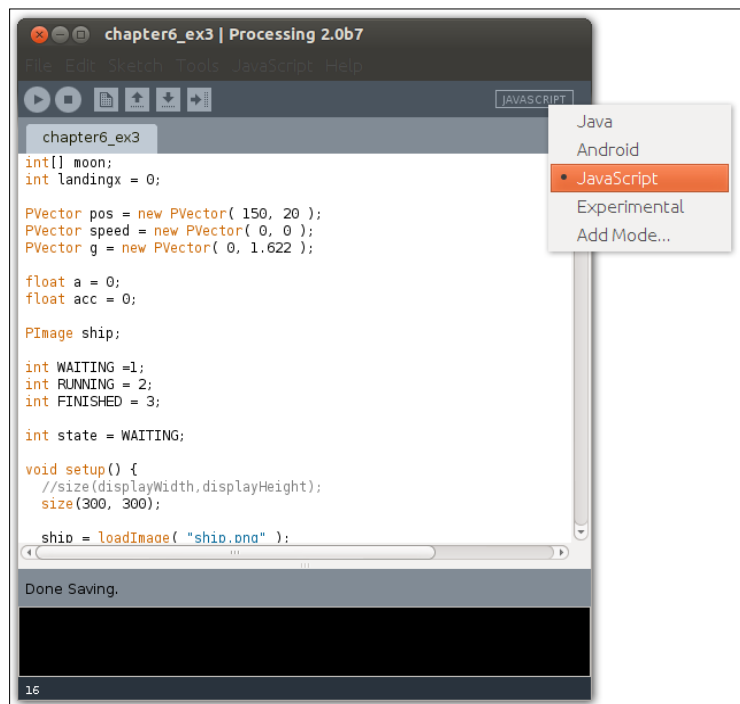 chapter6_ex3 | Processing 2.0b7
File Edit Sketch Tools JavaScript Help
JAVASCRIPT
Java
Android
JavaScript
Experimental
Add Mode...
chapter6_ex3
int[] moon;
int landingx = 0;
PVector pos = new PVector( 150, 20 );
PVector speed = new PVector( 0, 0 );
PVector g = new PVector( 0, 1.622 );
float a = 0;
float acc = 0;
PImage ship;
int WAITING =1;
int RUNNING = 2;
int FINISHED = 3;
int state = WAITING;
void setup() {
//size(displayWidth,displayHeight);
size(300, 300);
ship = loadImage( "ship.png" );
Done Saving.
16